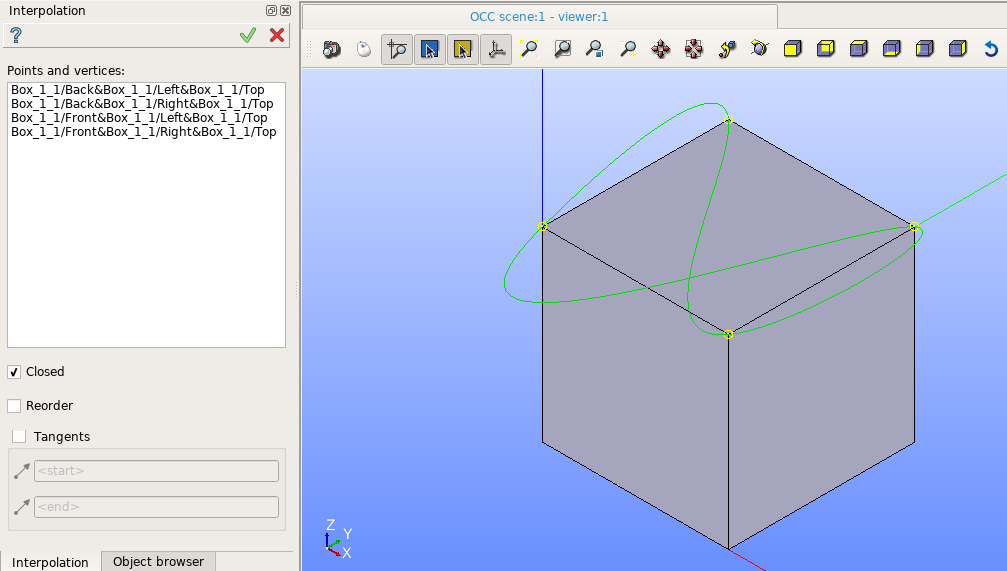 Interpolation
OCC scene:1 - viewer:1
Points and vertices:
Box_1_1/Back&Box_1_1/Left&Box_1_1/Top
Box_1_1/Back&Box_1_1/Right&Box_1_1/Top
Box_1_1/Front&Box_1_1/Left&Box_1_1/Top
Box_1_1/Front&Box_1_1/Right&Box_1_1/Top
Closed
Reorder
Tangents
<start>
<end>
Z
Y
X
Interpolation
Object browser